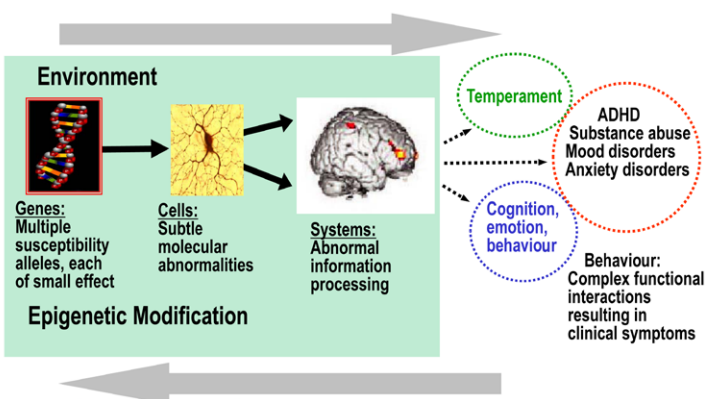 Environment
Genes:
Multiple
susceptibility
alleles, each
of small effect
Cells:
Subtle
molecular
abnormalities
Systems:
Abnormal
information
processing
Epigenetic Modification
Temperament
Cognition,
emotion,
behaviour
ADHD
Substance abuse
Mood disorders
Anxiety disorders
Behaviour:
Complex functional
interactions
resulting in
clinical symptoms